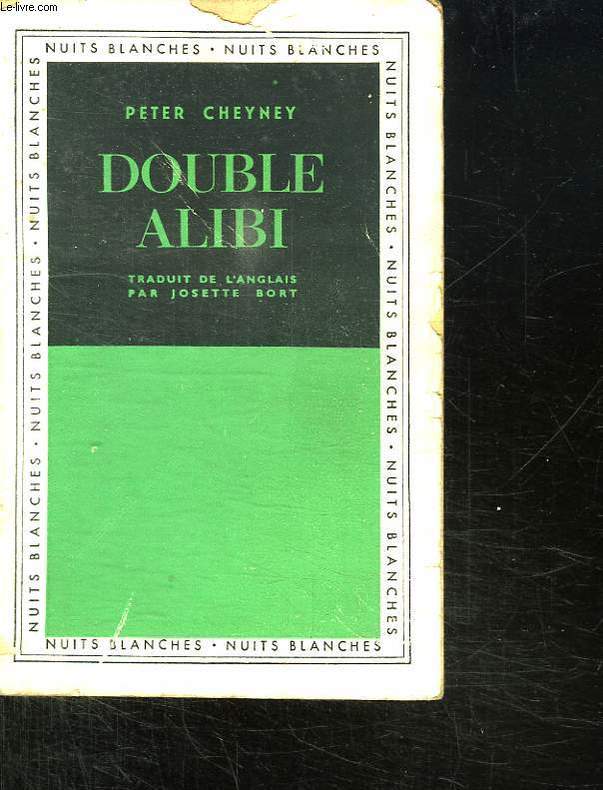 Le-livre.com
NUITS BLANCHES • NUITS BLANCHES
PETER CHEYNEY
DOUBLE
ALIBI
TRADUIT DE L'ANGLAIS
PAR JOSETTE BORT
NUITS BLANCHES • NUITS BLANCHES • NUITS BLANCHES
NUITS BLANCHES • NUITS BLANCHES • NUITS BLANCHES
NUITS BLANCHES • NUITS BLANCHES